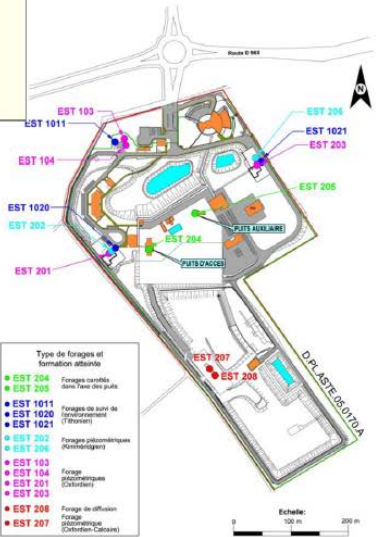 Route D 960
N
EST 103
EST 1011
EST 104
EST 206
EST 1021
EST 203
EST 205
EST 1020
EST 202
PUITS AUXILIAIRE
EST 204
PUITS D'ACCES
EST 201
EST 207
EST 208
D PLASTE 05.0170.A
Type de forages et
formation atteinte
EST 204
EST 205
Forages carottés
dans l'axe des puits
EST 1011
EST 1020
EST 1021
Forages de suivi de
l'environnement
(Tithonien)
EST 202
EST 206
Forages piézométriques
(Kimméridgien)
EST 103
EST 104
EST 201
EST 203
Forage
piézométriques
(Oxfordien)
EST 208
Forage de diffusion
EST 207
Forage
piézométrique
(Oxfordien-Calcaire)
Echelle:
0 100 m 200 m